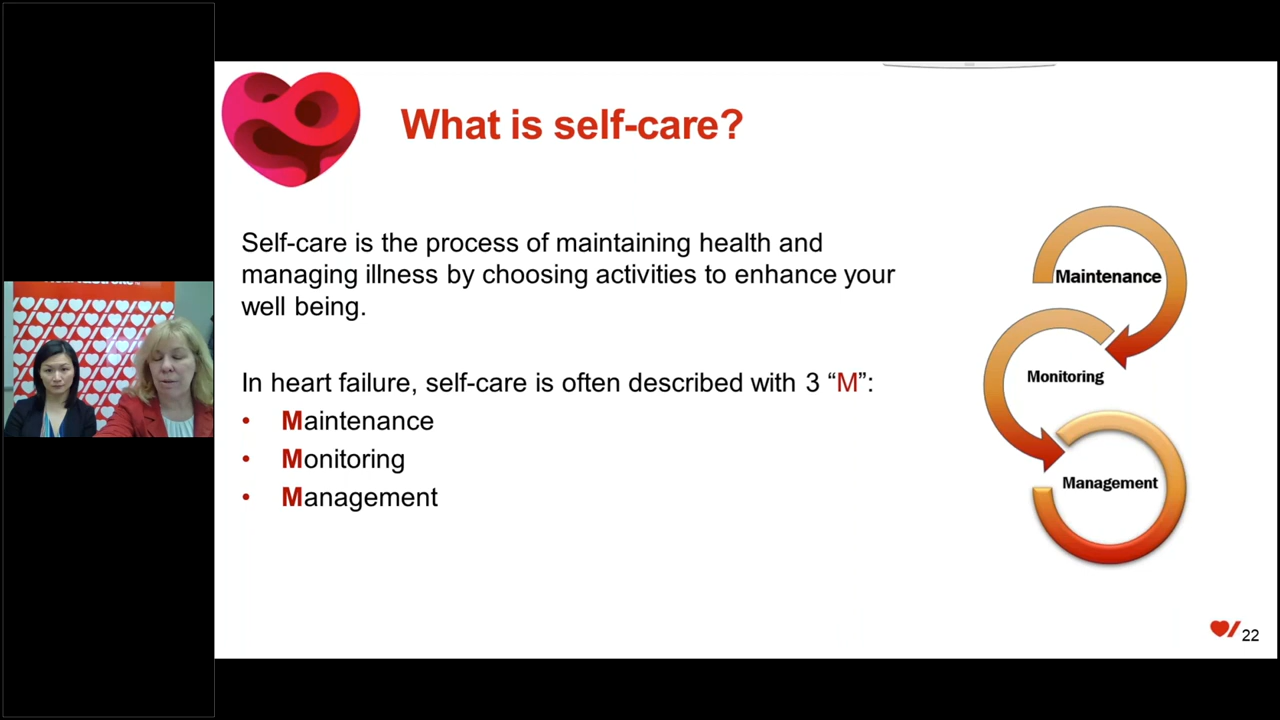 What is self-care?
Self-care is the process of maintaining health and
managing illness by choosing activities to enhance your
well being.
In heart failure, self-care is often described with 3 “M”:
• Maintenance
• Monitoring
• Management
Maintenance
Monitoring
Management
22